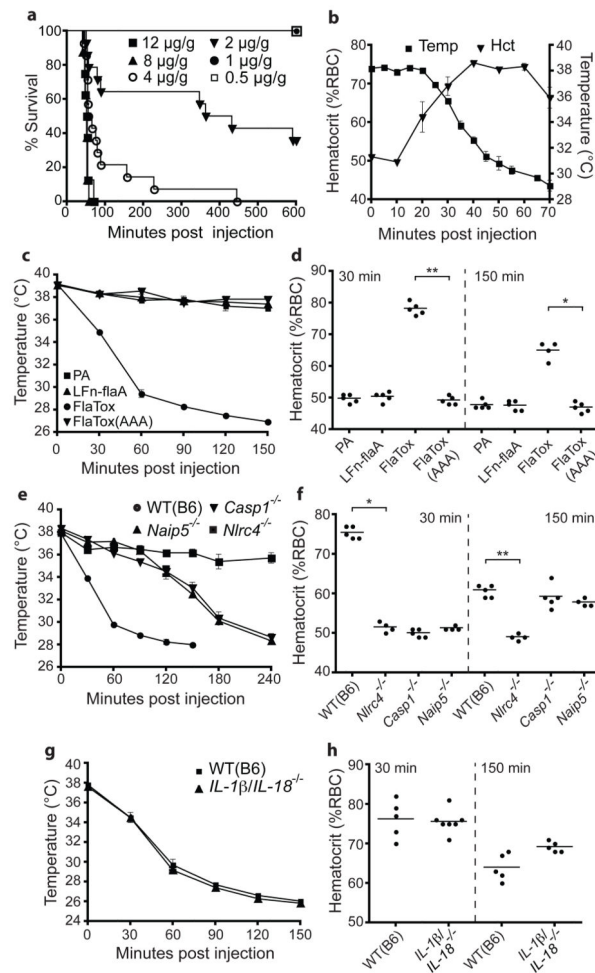 a
% Survival
100
80
60
40
20
0
12 µg/g
8 µg/g
4 µg/g
2 µg/g
1 µg/g
0.5 µg/g
0 100 200 300 400 500 600
Minutes post injection
b
Hematocrit (%RBC)
80
70
60
50
40
Temp
Hct
40
38
36
34
32
30
28
Temperature (°C)
0 10 20 30 40 50 60 70
Minutes post injection
c
Temperature (°C)
40
38
36
34
32
30
28
26
PA
LFn-flaA
FlaTox
FlaTox(AAA)
0 30 60 90 120 150
Minutes post injection
d
Hematocrit (%RBC)
90
80
70
60
50
40
30 min
**
150 min
*
PA
LFn-flaA
FlaTox
FlaTox
(AAA)
PA
LFn-flaA
FlaTox
FlaTox
(AAA)
e
Temperature (°C)
40
38
36
34
32
30
28
26
WT(B6)
Casp1-/-
Naip5-/-
Nlrc4-/-
0 30 60 90 120 150 180 210 240
Minutes post injection
f
Hematocrit (%RBC)
80
70
60
50
40
*
30 min
**
150 min
WT(B6)
Nlrc4-/-
Casp1-/-
Naip5-/-
WT(B6)
Nlrc4-/-
Casp1-/-
Naip5-/-
g
Temperature (°C)
40
38
36
34
32
30
28
26
24
WT(B6)
IL-1β/IL-18-/-
0 30 60 90 120 150
Minutes post injection
h
Hematocrit (%RBC)
90
80
70
60
50
30 min
150 min
WT(B6)
IL-1β/
IL-18-/-
WT(B6)
IL-1β/
IL-18-/-